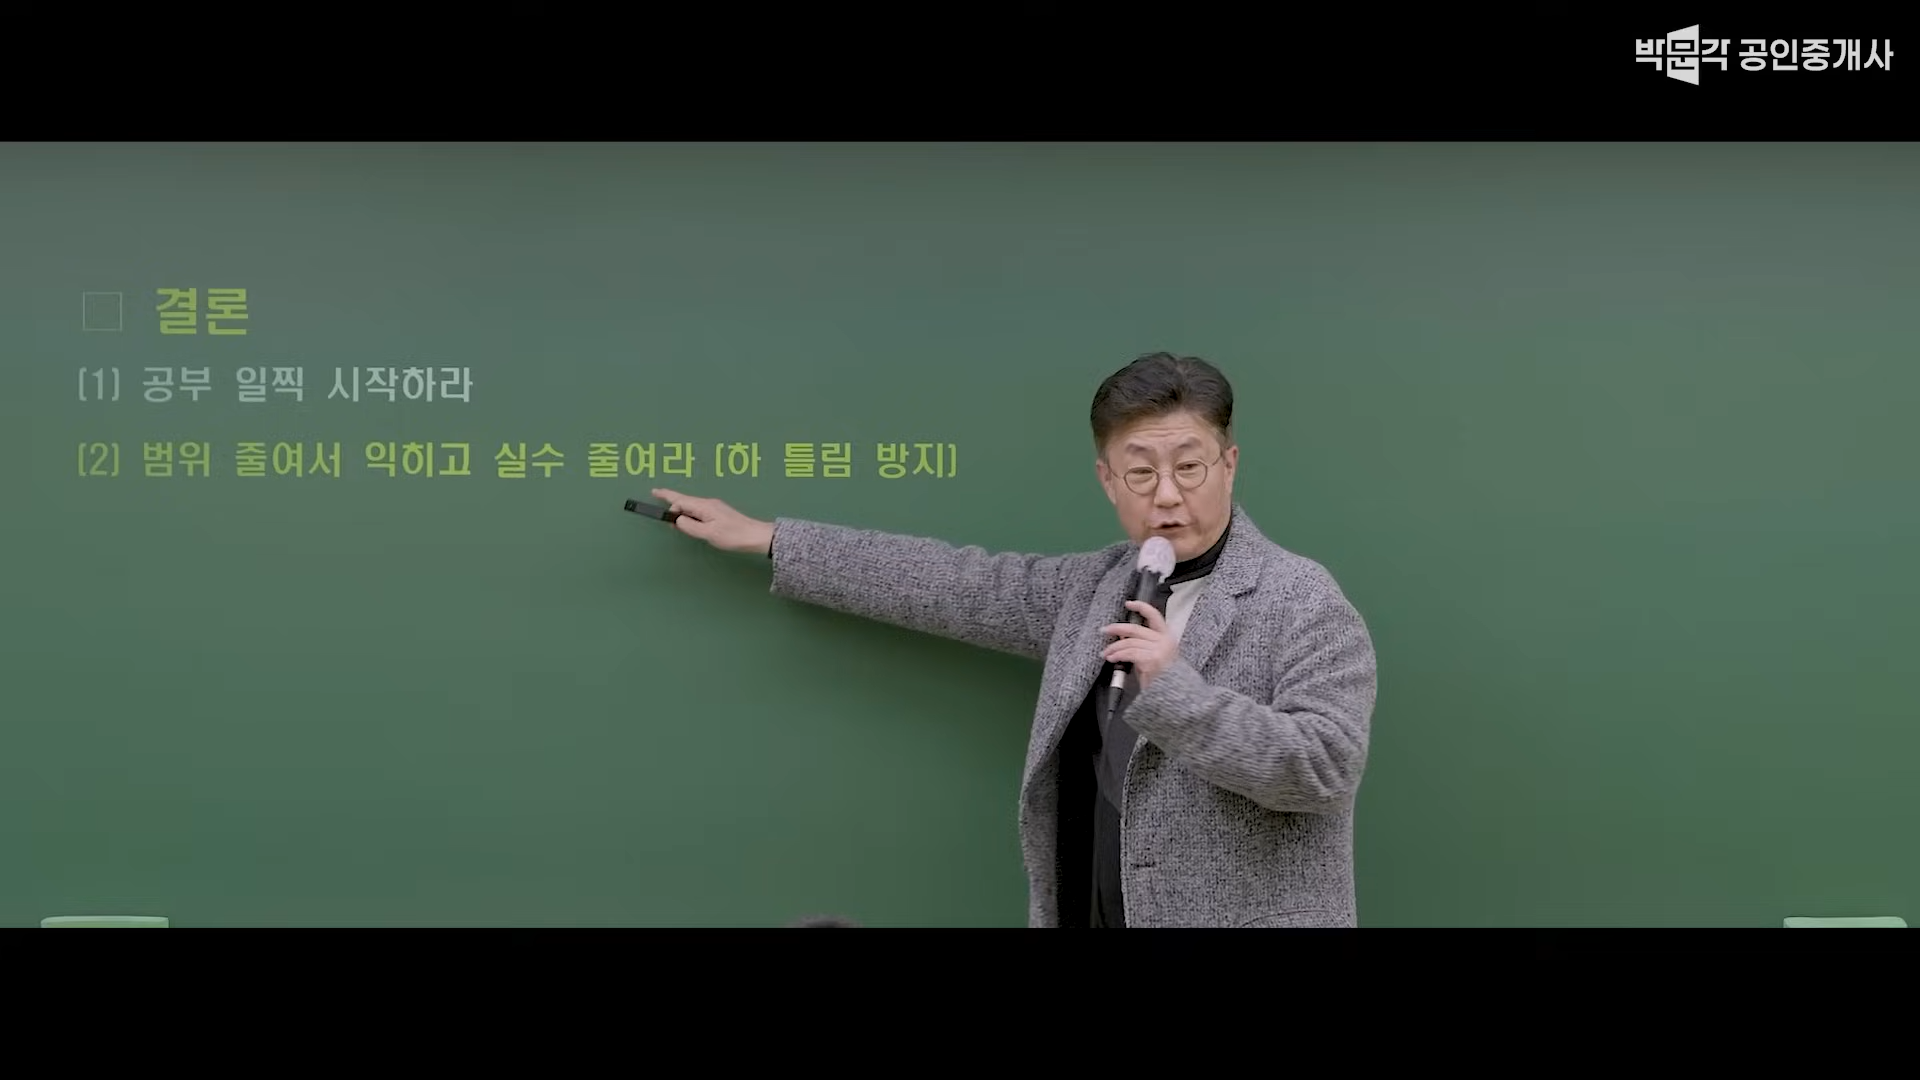 박문각 공인중개사
□ 결론
(1) 공부 일찍 시작하라
(2) 범위 줄여서 익히고 실수 줄여라 (하 틀림 방지)